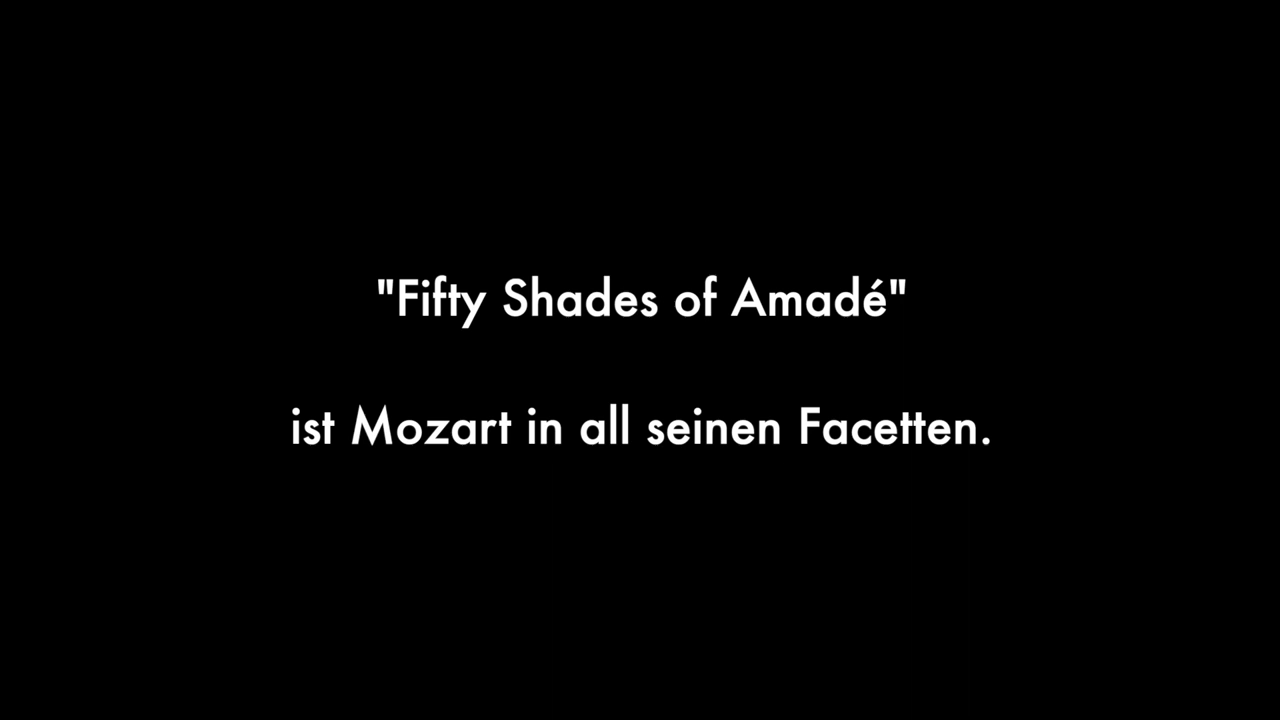 "Fifty Shades of Amadé"
ist Mozart in all seinen Facetten.